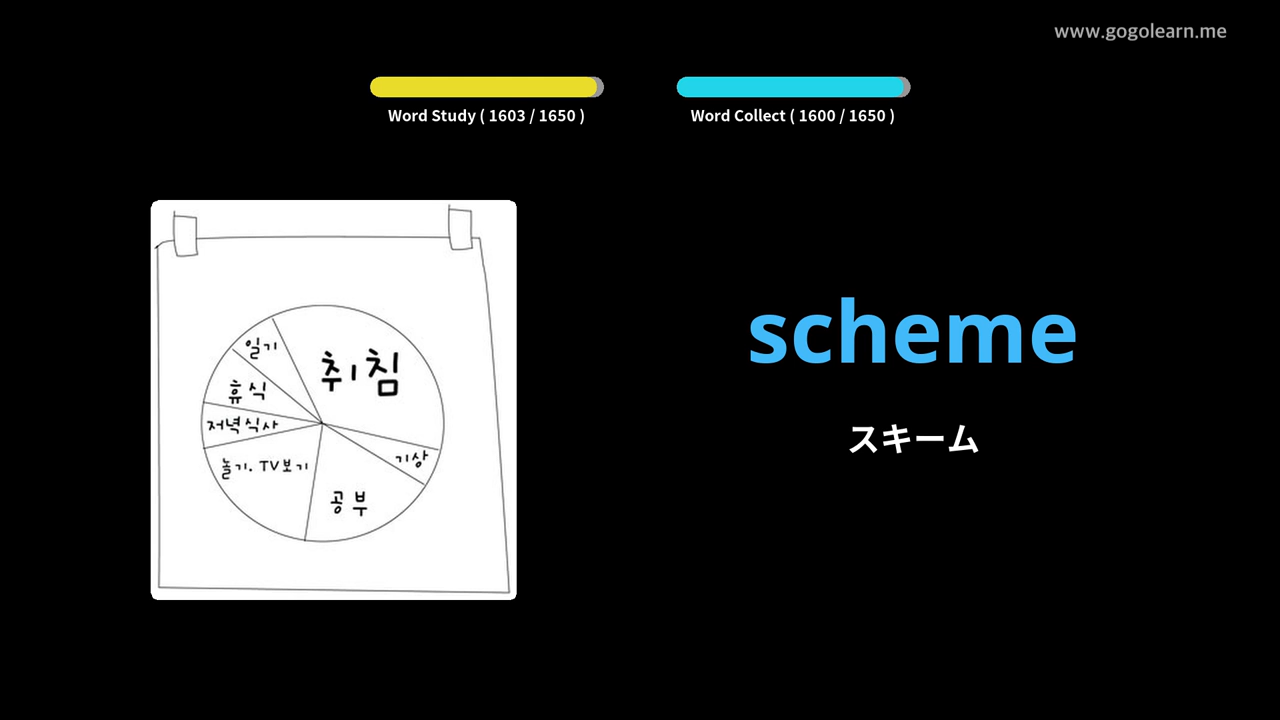 www.gogolearn.me
Word Study ( 1603 / 1650 )
Word Collect ( 1600 / 1650 )
일기
취침
휴식
저녁식사
놀기. TV보기
기상
공부
scheme
スキーム